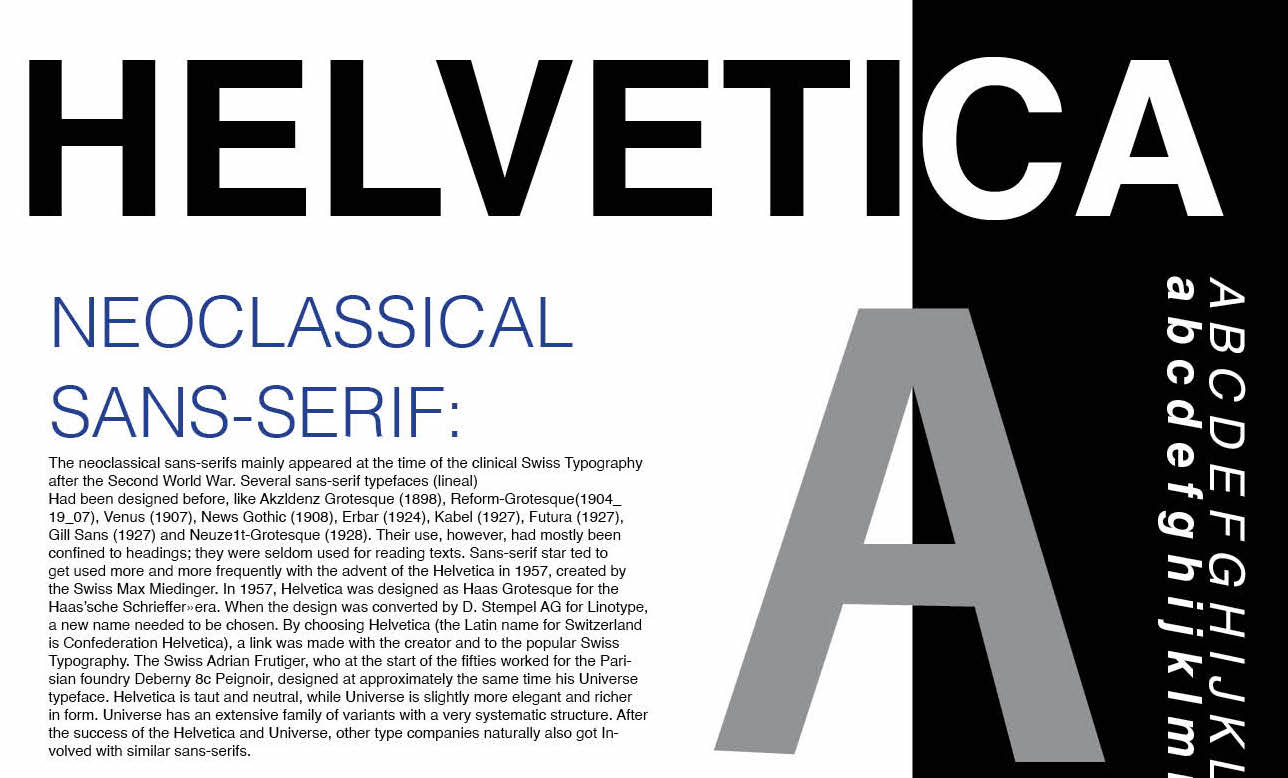 HELVETICA
NEOCLASSICAL
SANS-SERIF:
The neoclassical sans-serifs mainly appeared at the time of the clinical Swiss Typography
after the Second World War. Several sans-serif typefaces (lineal)
Had been designed before, like Akzldenz Grotesque (1898), Reform-Grotesque(1904_
19_07), Venus (1907), News Gothic (1908), Erbar (1924), Kabel (1927), Futura (1927),
Gill Sans (1927) and Neuze1t-Grotesque (1928). Their use, however, had mostly been
confined to headings; they were seldom used for reading texts. Sans-serif star ted to
get used more and more frequently with the advent of the Helvetica in 1957, created by
the Swiss Max Miedinger. In 1957, Helvetica was designed as Haas Grotesque for the
Haas'sche Schrieffer»era. When the design was converted by D. Stempel AG for Linotype,
a new name needed to be chosen. By choosing Helvetica (the Latin name for Switzerland
is Confederation Helvetica), a link was made with the creator and to the popular Swiss
Typography. The Swiss Adrian Frutiger, who at the start of the fifties worked for the Pari-
sian foundry Deberny 8c Peignoir, designed at approximately the same time his Universe
typeface. Helvetica is taut and neutral, while Universe is slightly more elegant and richer
in form. Universe has an extensive family of variants with a very systematic structure. After
the success of the Helvetica and Universe, other type companies naturally also got In-
volved with similar sans-serifs.
A
A B C D E F G H I J K L
a b c d e f g h i j k l m